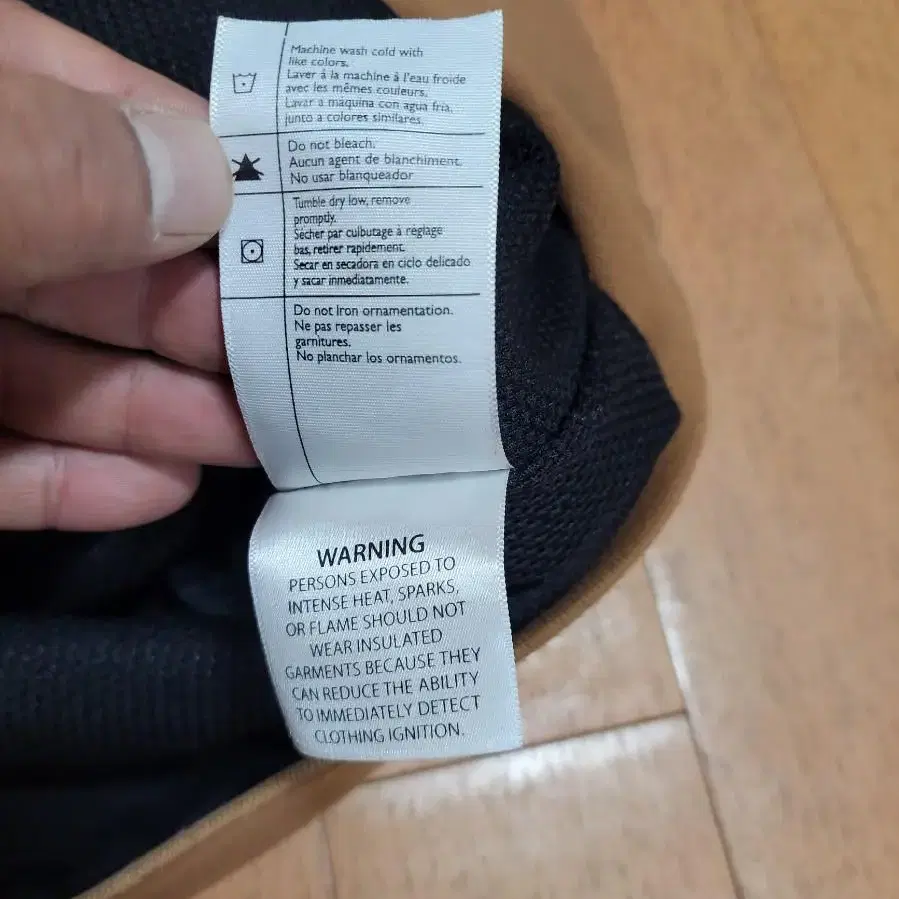 Machine wash cold with
like colors.
Laver à la machine à l'eau froide
avec les mêmes couleurs.
Lavar a maquina con agua fria,
junto a colores similares.
Do not bleach.
Aucun agent de blanchiment.
No usar blanqueador
Tumble dry low, remove
promptly.
Sécher par culbutage à réglage
bas, retirer rapidement.
Secar en secadora en ciclo delicado
y sacar inmediatamente.
Do not Iron ornamentation.
Ne pas repasser les
garnitures.
No planchar los ornamentos.
WARNING
PERSONS EXPOSED TO
INTENSE HEAT, SPARKS,
OR FLAME SHOULD NOT
WEAR INSULATED
GARMENTS BECAUSE THEY
CAN REDUCE THE ABILITY
TO IMMEDIATELY DETECT
CLOTHING IGNITION.